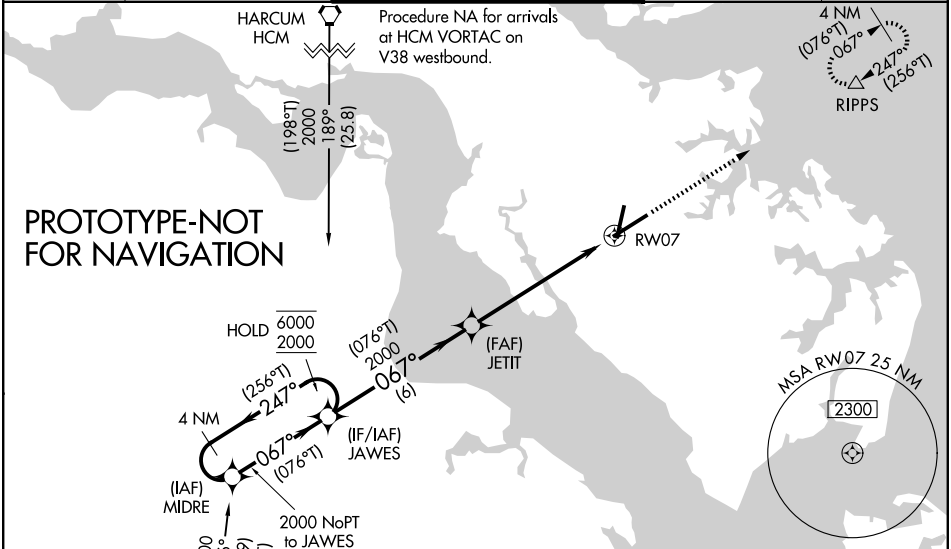 HARCUM
HCM
Procedure NA for arrivals
at HCM VORTAC on
V38 westbound.
4 NM
(076°T)
067°
247°
(256°T)
RIPPS
(198°T)
2000
189°
(25.8)
PROTOTYPE-NOT
FOR NAVIGATION
RW07
HOLD 6000
2000
(076°T)
2000
067°
(6)
(FAF)
JETIT
(256°T)
247°
4 NM
067°
(076°T)
(IF/IAF)
JAWES
(IAF)
MIDRE
2000 NoPT
to JAWES
MSA RW07 25 NM
2300